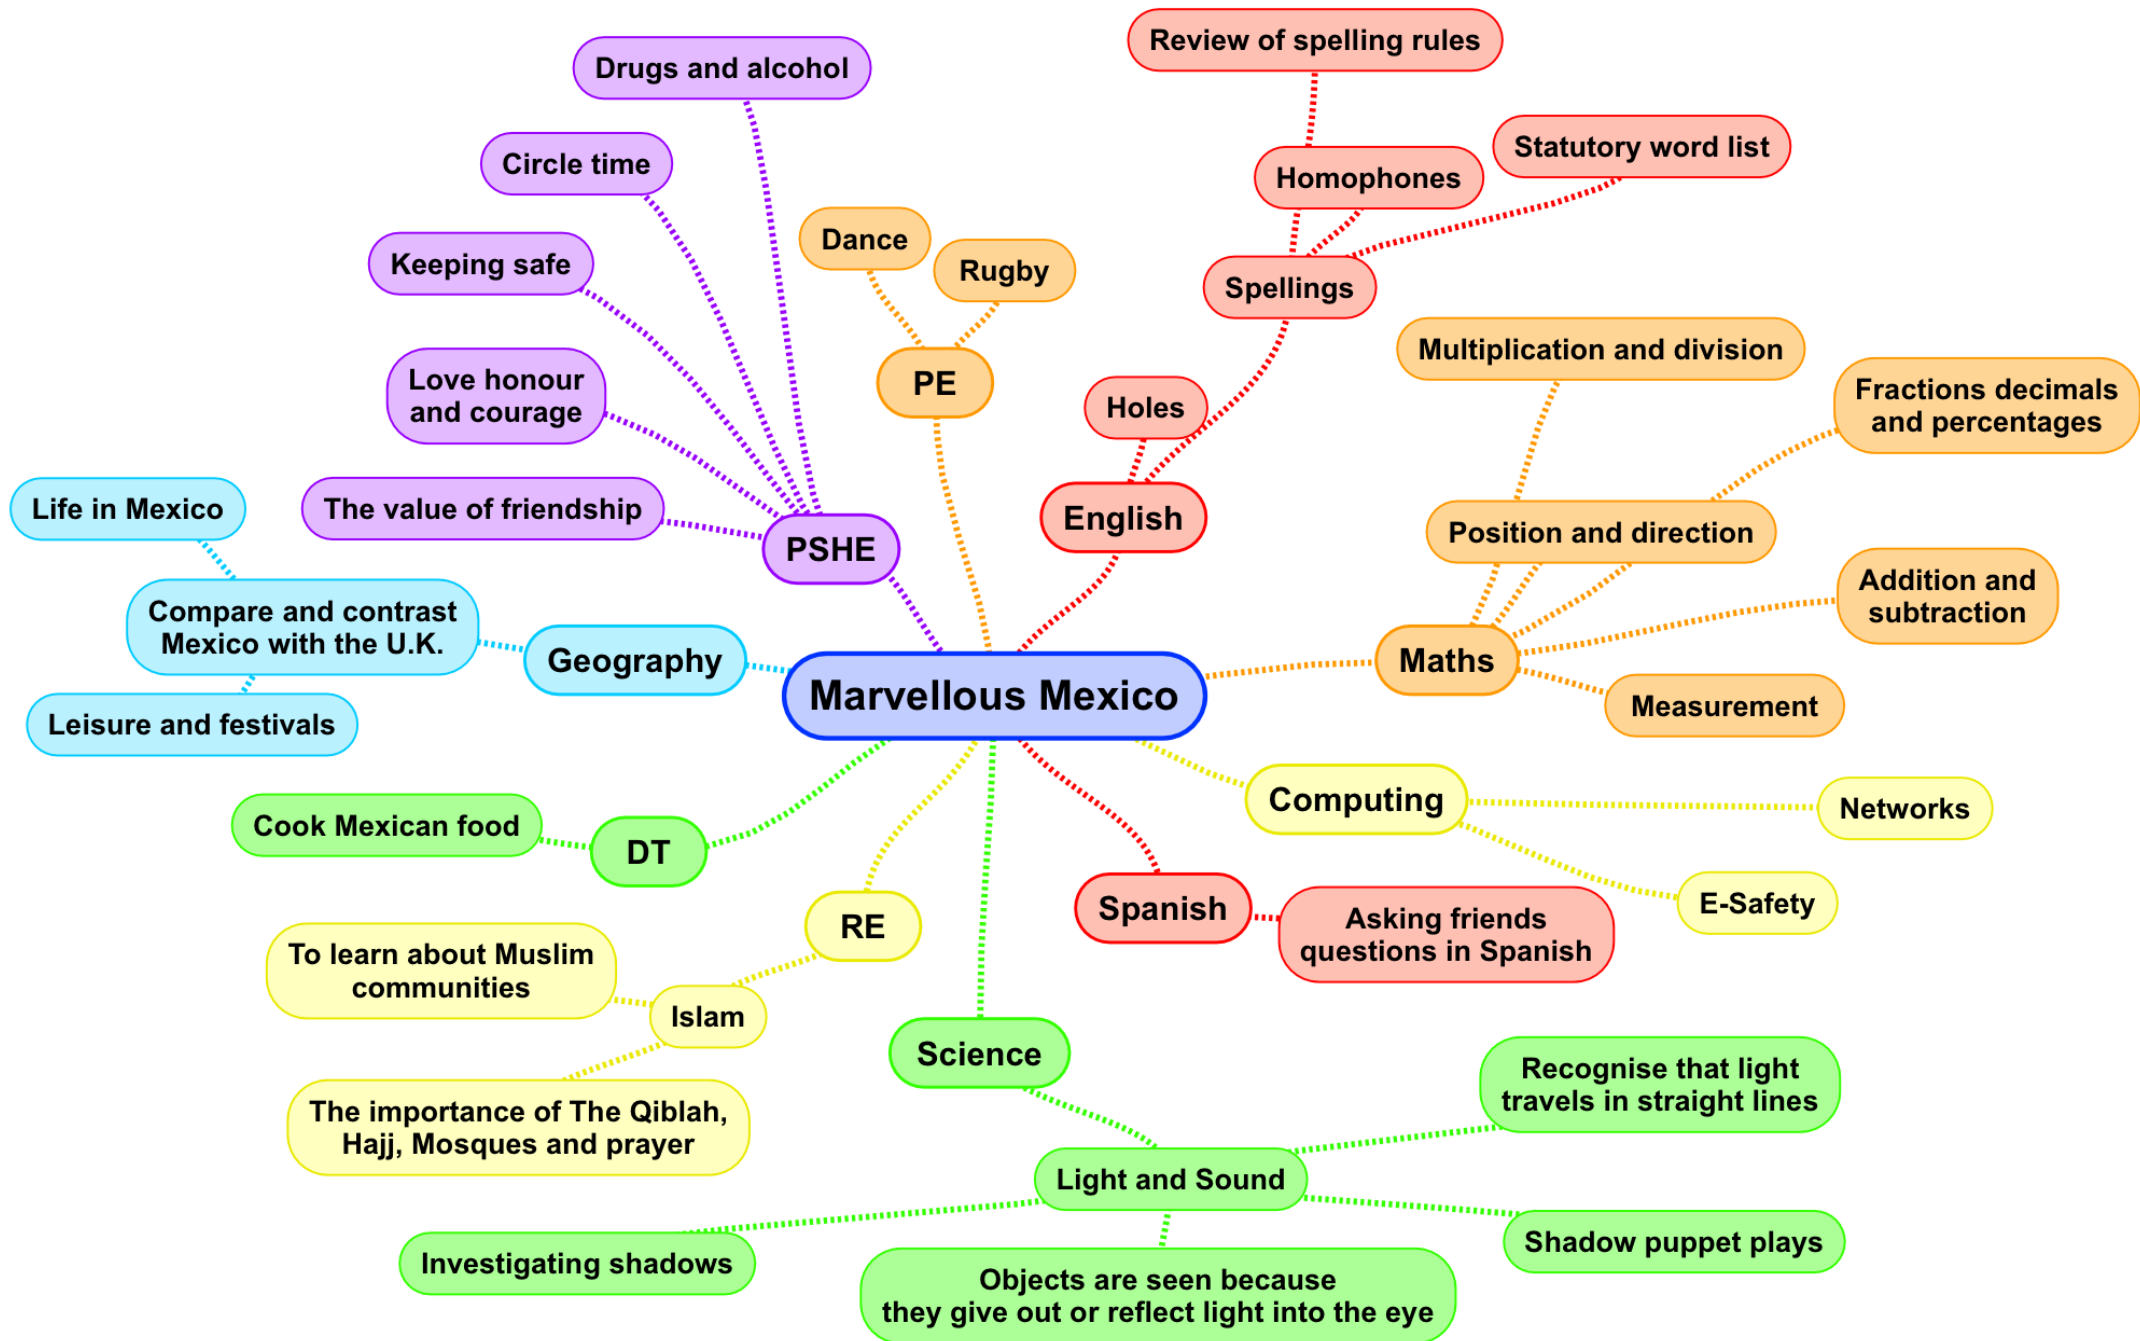 Review of spelling rules
Drugs and alcohol
Statutory word list
Circle time
Homophones
Dance
Keeping safe
Rugby
Spellings
Multiplication and division
Love honour
and courage
PE
Fractions decimals
and percentages
Holes
Life in Mexico
The value of friendship
English
Position and direction
PSHE
Addition and
subtraction
Compare and contrast
Mexico with the U.K.
Geography
Marvellous Mexico
Maths
Measurement
Leisure and festivals
Computing
Networks
Cook Mexican food
DT
E-Safety
Spanish
Asking friends
questions in Spanish
RE
To learn about Muslim
communities
Islam
Science
The importance of The Qiblah,
Hajj, Mosques and prayer
Recognise that light
travels in straight lines
Light and Sound
Investigating shadows
Shadow puppet plays
Objects are seen because
they give out or reflect light into the eye